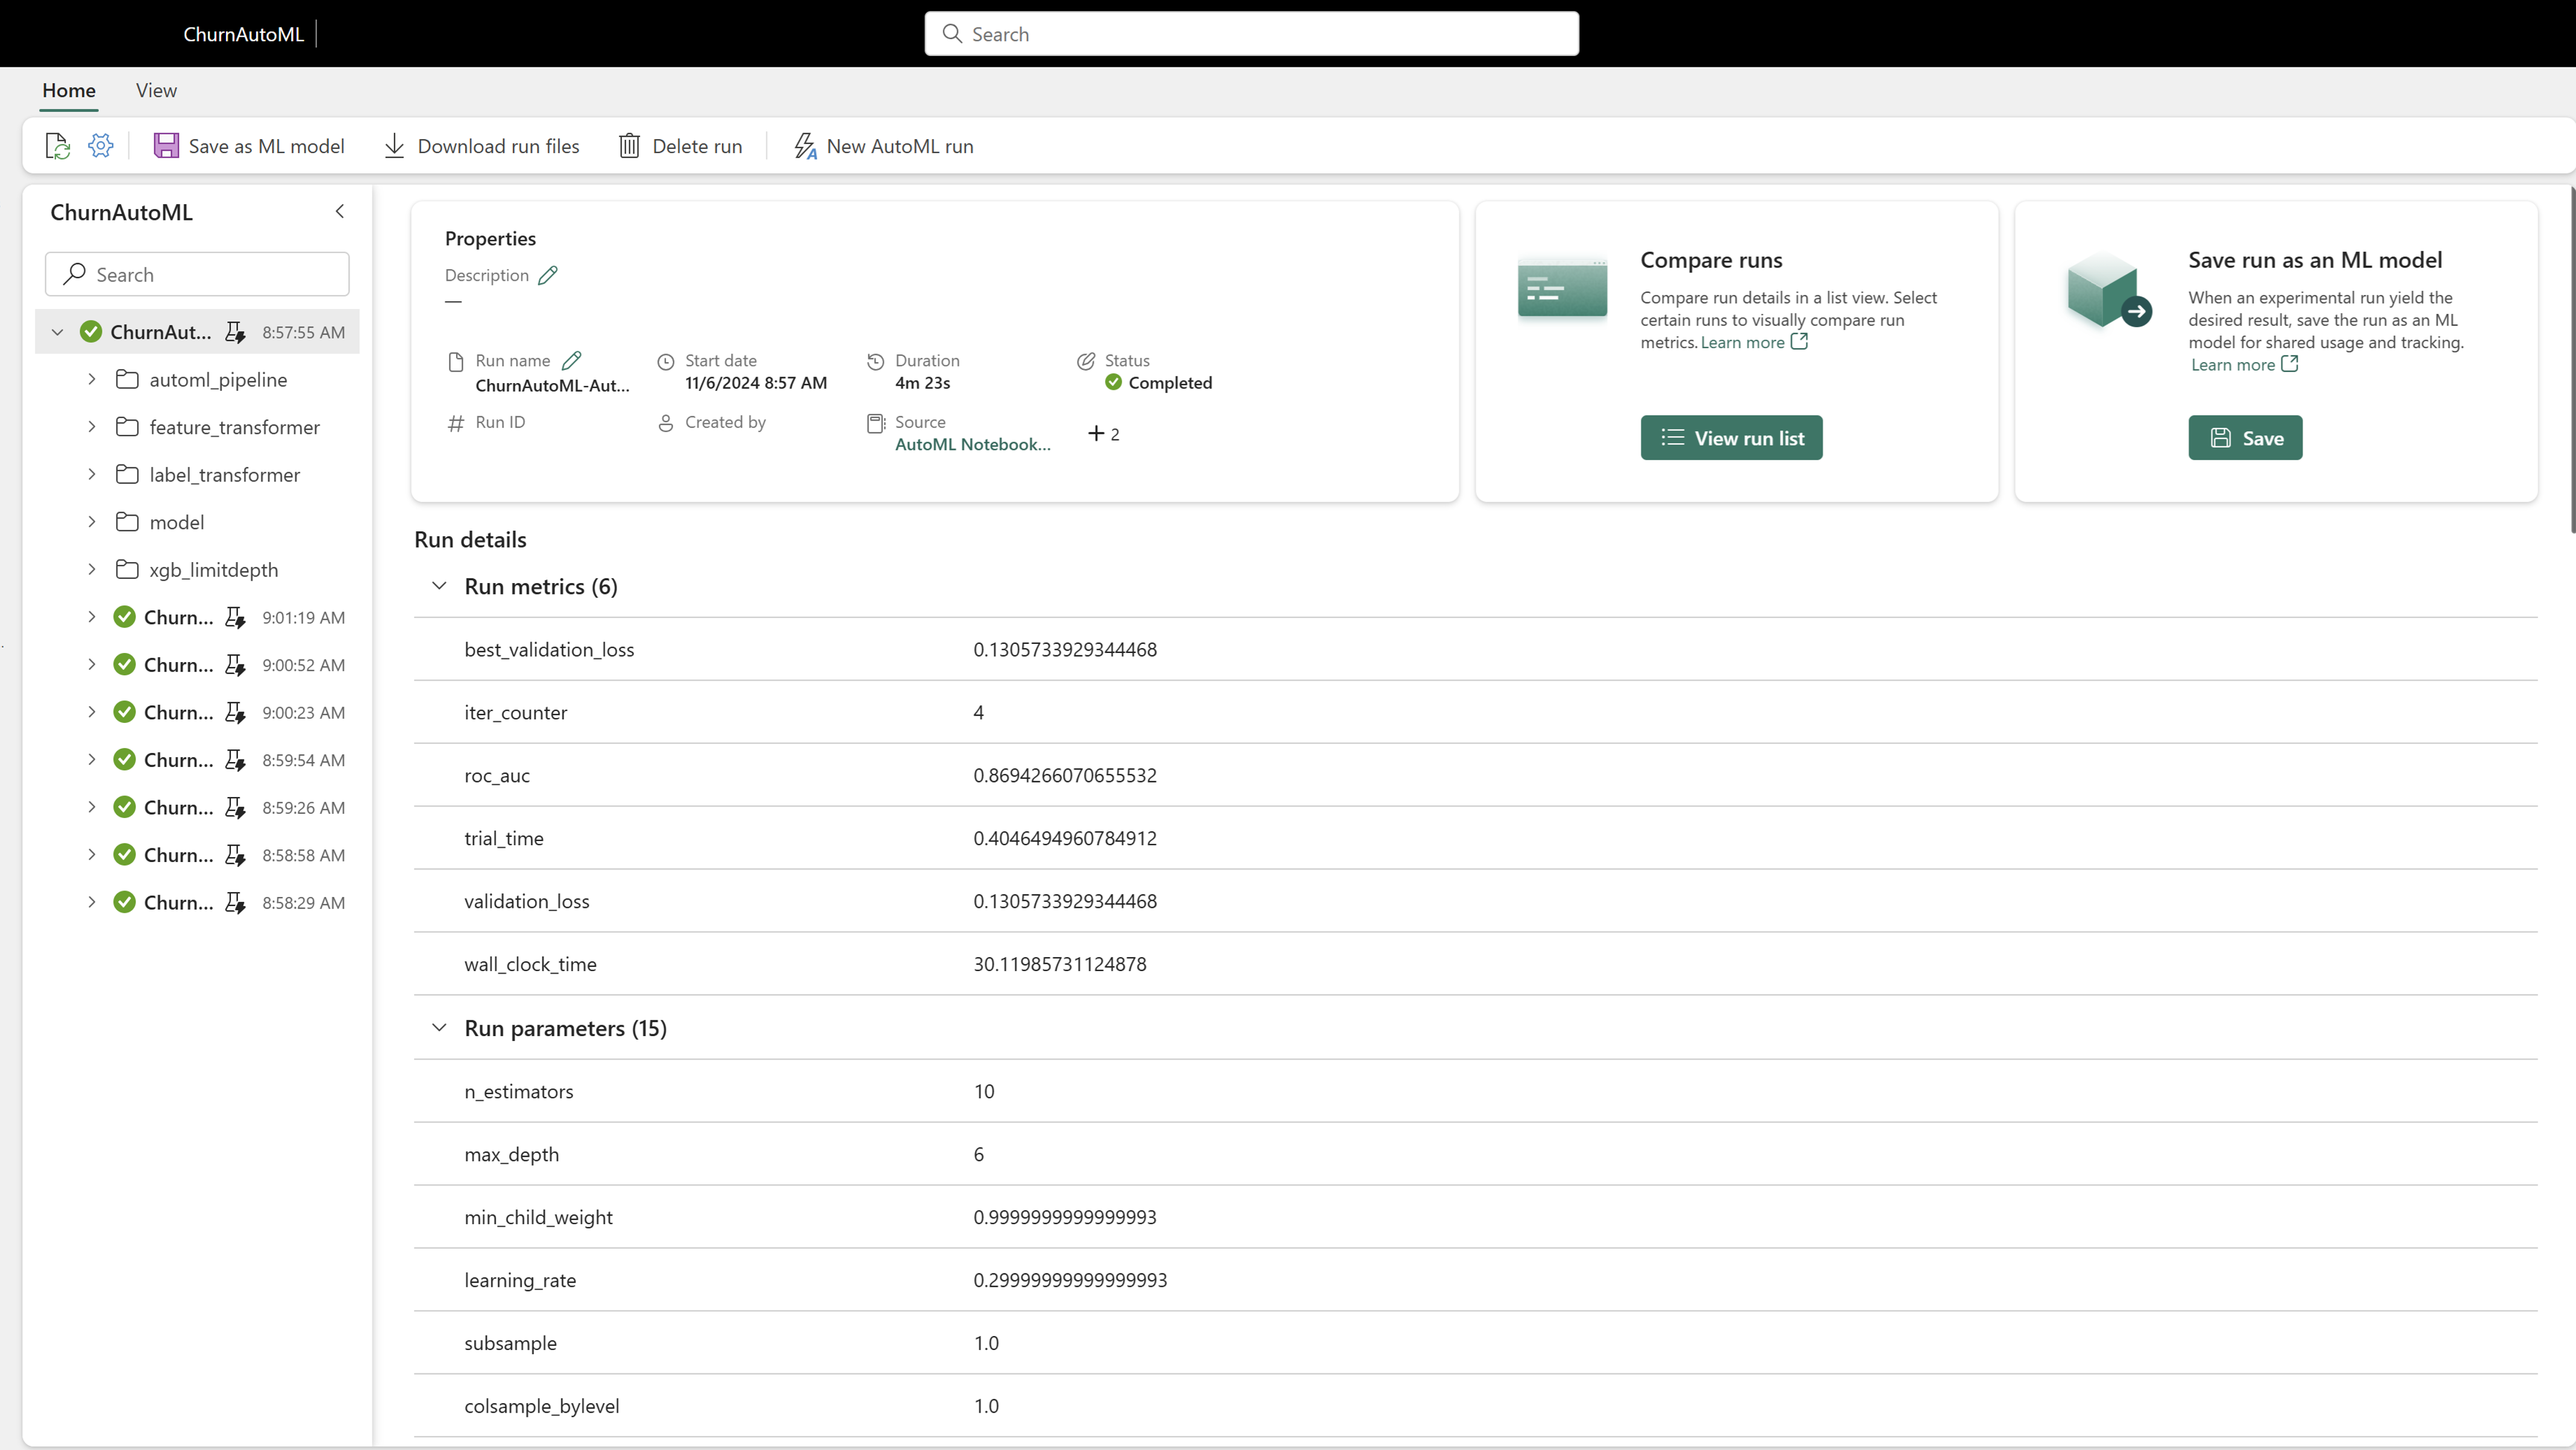 ChurnAutoML
Search
Home
View
Save as ML model
Download run files
Delete run
New AutoML run
ChurnAutoML
Search
ChurnAut... 8:57:55 AM
automl_pipeline
feature_transformer
label_transformer
model
xgb_limitdepth
Churn... 9:01:19 AM
Churn... 9:00:52 AM
Churn... 9:00:23 AM
Churn... 8:59:54 AM
Churn... 8:59:26 AM
Churn... 8:58:58 AM
Churn... 8:58:29 AM
Properties
Description
—
Run name
ChurnAutoML-Aut...
Start date
11/6/2024 8:57 AM
Duration
4m 23s
Status
Completed
Run ID
Created by
Source
AutoML Notebook...
+ 2
Compare runs
Compare run details in a list view. Select
certain runs to visually compare run
metrics. Learn more
View run list
Save run as an ML model
When an experimental run yield the
desired result, save the run as an ML
model for shared usage and tracking.
Learn more
Save
Run details
Run metrics (6)
best_validation_loss 0.1305733929344468
iter_counter 4
roc_auc 0.8694266070655532
trial_time 0.4046494960784912
validation_loss 0.1305733929344468
wall_clock_time 30.11985731124878
Run parameters (15)
n_estimators 10
max_depth 6
min_child_weight 0.9999999999999993
learning_rate 0.29999999999999993
subsample 1.0
colsample_bylevel 1.0